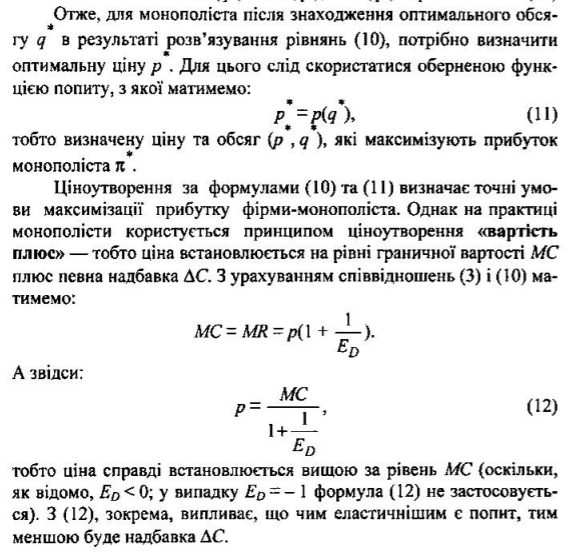 Отже, для монополіста після знаходження оптимального обся-
гу q* в результаті розв’язування рівнянь (10), потрібно визначити
оптимальну ціну p*. Для цього слід скористатися оберненою функ-
цією попиту, з якої матимемо:
p* = p(q*), (11)
тобто визначену ціну та обсяг (p*, q*), які максимізують прибуток
монополіста π*.
Ціноутворення за формулами (10) та (11) визначає точні умо-
ви максимізації прибутку фірми-монополіста. Однак на практиці
монополісти користується принципом ціноутворення «вартість
плюс» — тобто ціна встановлюється на рівні граничної вартості MC
плюс певна надбавка ΔC. З урахуванням співвідношень (3) і (10) ма-
тимемо:
MC = MR = p(1 + 1/E_D).
А звідси:
p = MC/(1 + 1/E_D), (12)
тобто ціна справді встановлюється вищою за рівень MC (оскільки,
як відомо, E_D < 0; у випадку E_D = – 1 формула (12) не застосовуєть-
ся). З (12), зокрема, випливає, що чим еластичнішим є попит, тим
меншою буде надбавка ΔC.